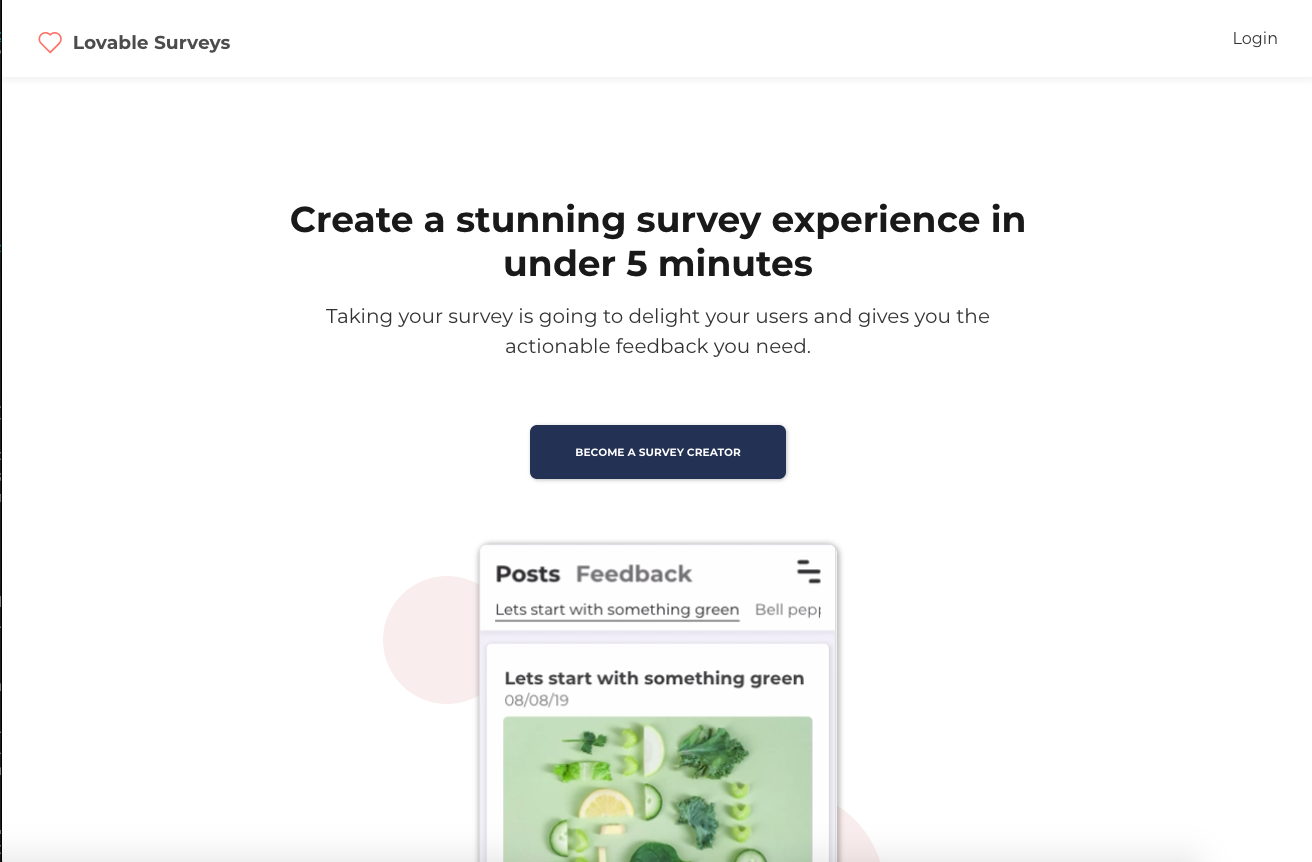 Lovable Surveys
Login
Create a stunning survey experience in
under 5 minutes
Taking your survey is going to delight your users and gives you the
actionable feedback you need.
BECOME A SURVEY CREATOR
Posts Feedback
Lets start with something green Bell
Lets start with something green
08/08/19